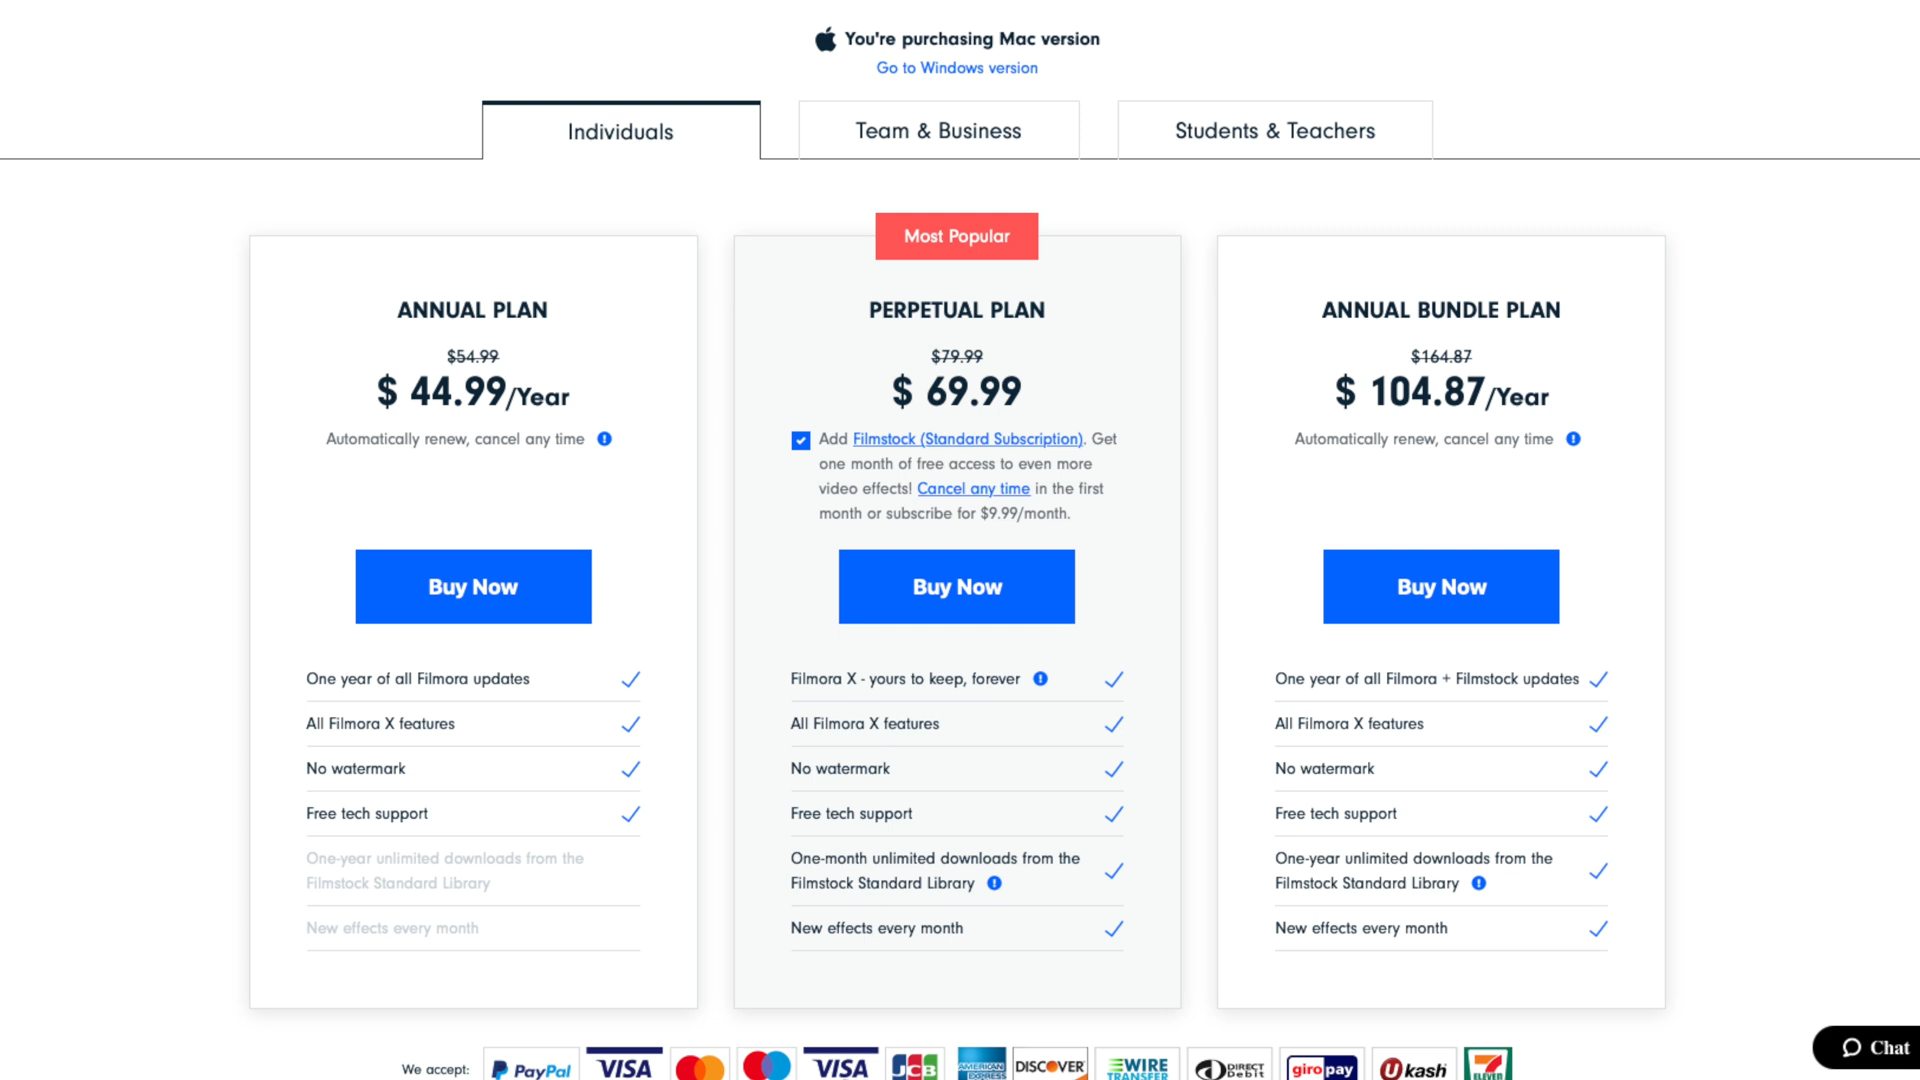 You're purchasing Mac version
Go to Windows version
Individuals
Team & Business
Students & Teachers
Most Popular
ANNUAL PLAN
$54.99
$ 44.99/Year
Automatically renew, cancel any time
Buy Now
One year of all Filmora updates
All Filmora X features
No watermark
Free tech support
One-year unlimited downloads from the
Filmstock Standard Library
New effects every month
PERPETUAL PLAN
$79.99
$ 69.99
Add Filmstock (Standard Subscription). Get
one month of free access to even more
video effects! Cancel any time in the first
month or subscribe for $9.99/month.
Buy Now
Filmora X - yours to keep, forever
All Filmora X features
No watermark
Free tech support
One-month unlimited downloads from the
Filmstock Standard Library
New effects every month
ANNUAL BUNDLE PLAN
$164.87
$ 104.87/Year
Automatically renew, cancel any time
Buy Now
One year of all Filmora + Filmstock updates
All Filmora X features
No watermark
Free tech support
One-year unlimited downloads from the
Filmstock Standard Library
New effects every month
We accept:
PayPal
VISA
VISA
JCB
AMERICAN EXPRESS
DISCOVER
WIRE TRANSFER
DIRECT Debit
giropay
Ukash
7 ELEVEN
Chat